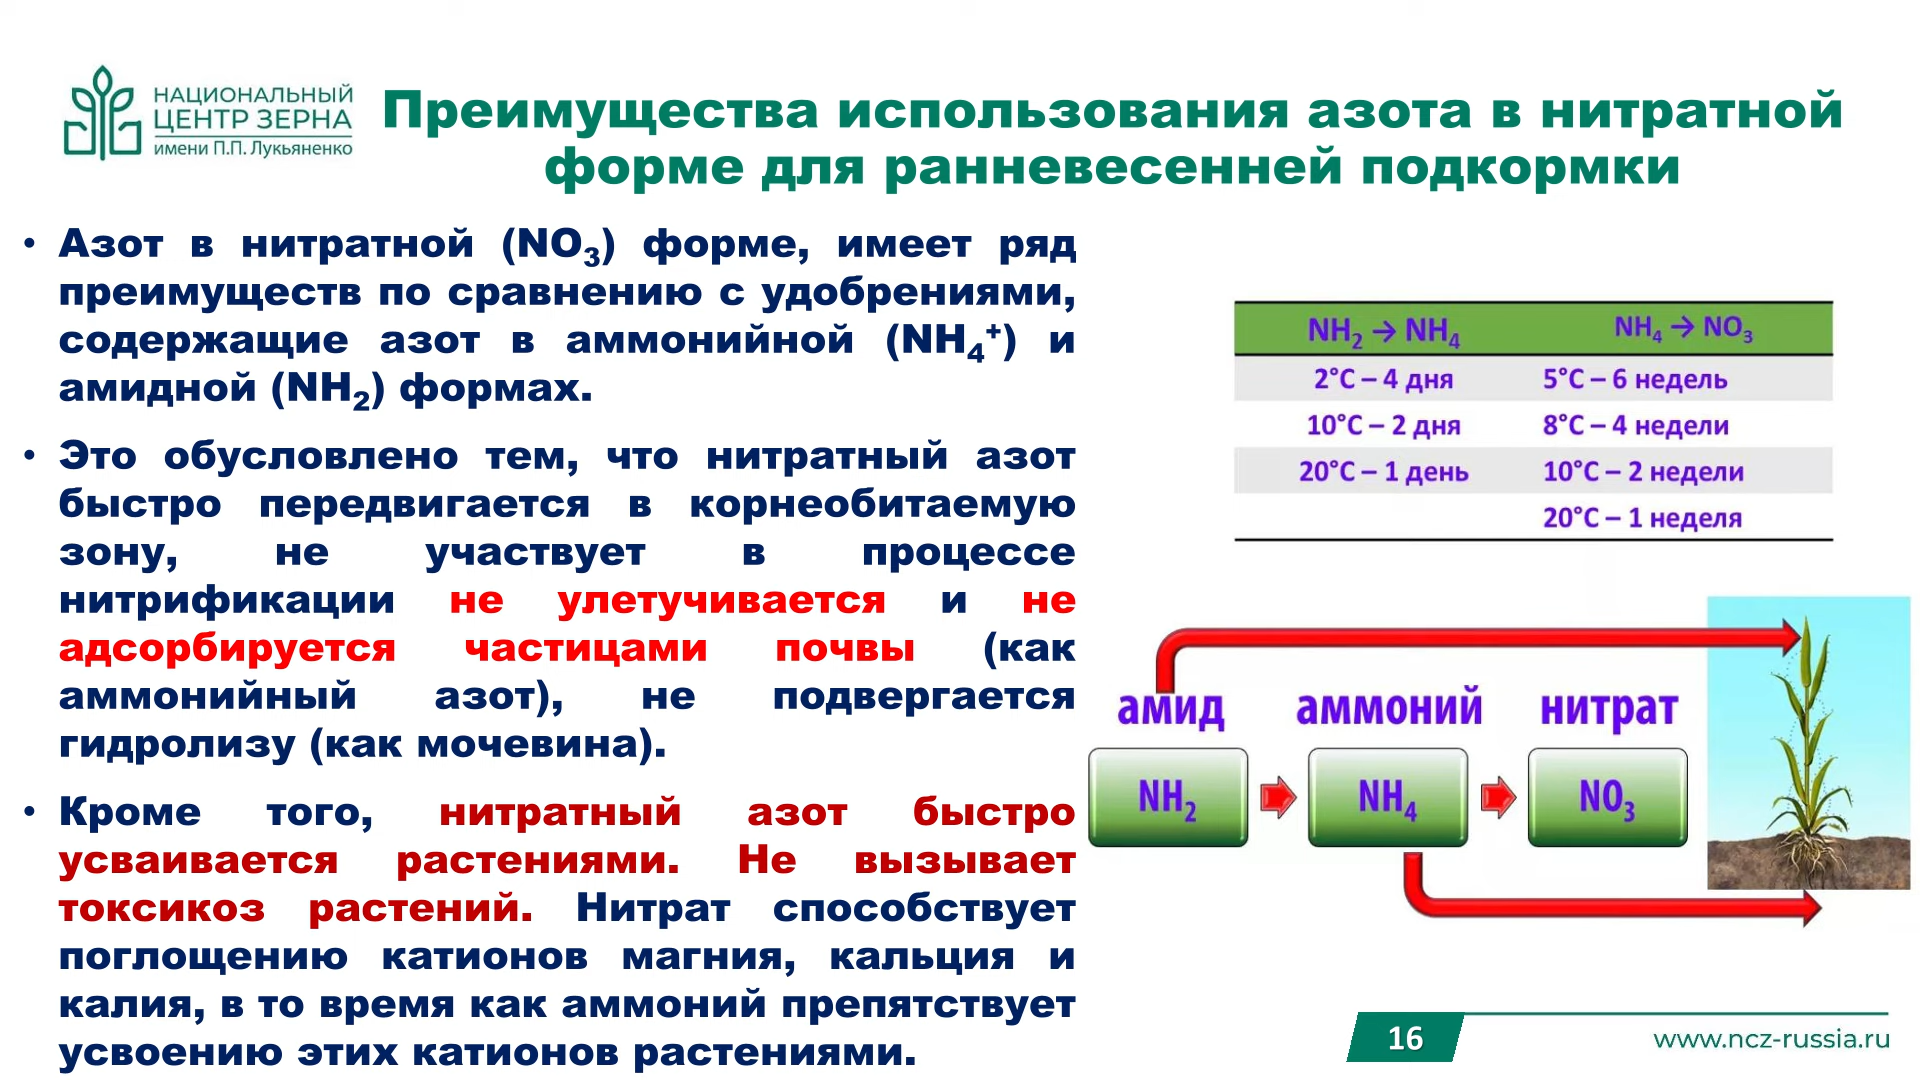 НАЦИОНАЛЬНЫЙ
ЦЕНТР ЗЕРНА
имени П.П. Лукьяненко
Преимущества использования азота в нитратной
форме для ранневесенней подкормки
• Азот в нитратной (NO₃) форме, имеет ряд
преимуществ по сравнению с удобрениями,
содержащие азот в аммонийной (NH₄⁺) и
амидной (NH₂) формах.
• Это обусловлено тем, что нитратный азот
быстро передвигается в корнеобитаемую
зону, не участвует в процессе
нитрификации не улетучивается и не
адсорбируется частицами почвы (как
аммонийный азот), не подвергается
гидролизу (как мочевина).
• Кроме того, нитратный азот быстро
усваивается растениями. Не вызывает
токсикоз растений. Нитрат способствует
поглощению катионов магния, кальция и
калия, в то время как аммоний препятствует
усвоению этих катионов растениями.
NH₂ → NH₄ NH₄ → NO₃
2°C – 4 дня 5°C – 6 недель
10°C – 2 дня 8°C – 4 недели
20°C – 1 день 10°C – 2 недели
20°C – 1 неделя
амид аммоний нитрат
NH₂ NH₄ NO₃
16
www.ncz-russia.ru